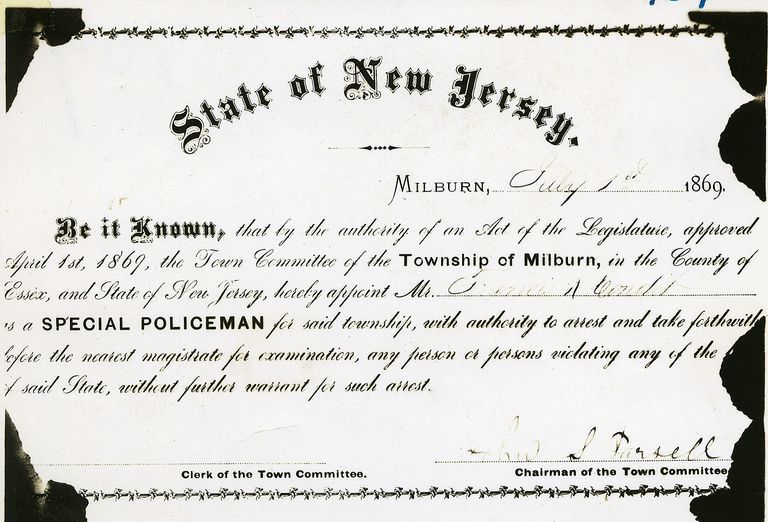 State of New Jersey.
Milburn, July 1869.
Be it Known, that by the authority of an Act of the Legislature, approved
April 1st, 1869, the Town Committee of the Township of Milburn, in the County of
Essex, and State of New Jersey, hereby appoint Mr. Francis
as a SPECIAL POLICEMAN for said township, with authority to arrest and take forthwith
before the nearest magistrate for examination, any person or persons violating any of the
of said State, without further warrant for such arrest.
S
Clerk of the Town Committee. Chairman of the Town Committee